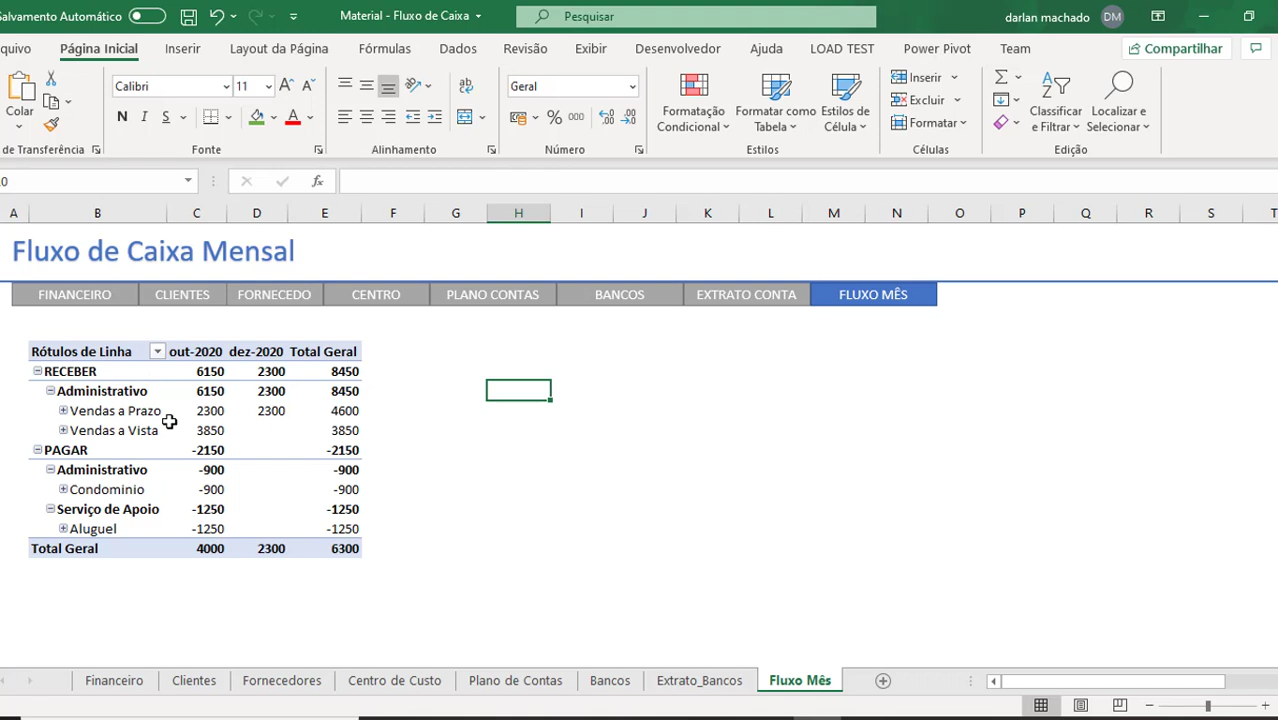 Salvamento Automático
Material - Fluxo de Caixa
Pesquisar
darlan machado
DM
quivo Página Inicial Inserir Layout da Página Fórmulas Dados Revisão Exibir Desenvolvedor Ajuda LOAD TEST Power Pivot Team Compartilhar
Colar
de Transferência
Calibri 11
N I S
Fonte
Alinhamento
Geral
% 000
Número
Formatação Condicional
Formatar como Tabela
Estilos de Célula
Estilos
Inserir
Excluir
Formatar
Células
Classificar e Filtrar
Localizar e Selecionar
Edição
0
fx
A B C D E F G H I J K L M N O P Q R S T
Fluxo de Caixa Mensal
FINANCEIRO CLIENTES FORNECEDO CENTRO PLANO CONTAS BANCOS EXTRATO CONTA FLUXO MÊS
Rótulos de Linha out-2020 dez-2020 Total Geral
RECEBER 6150 2300 8450
Administrativo 6150 2300 8450
Vendas a Prazo 2300 2300 4600
Vendas a Vista 3850 3850
PAGAR -2150 -2150
Administrativo -900 -900
Condominio -900 -900
Serviço de Apoio -1250 -1250
Aluguel -1250 -1250
Total Geral 4000 2300 6300
Financeiro Clientes Fornecedores Centro de Custo Plano de Contas Bancos Extrato_Bancos Fluxo Mês